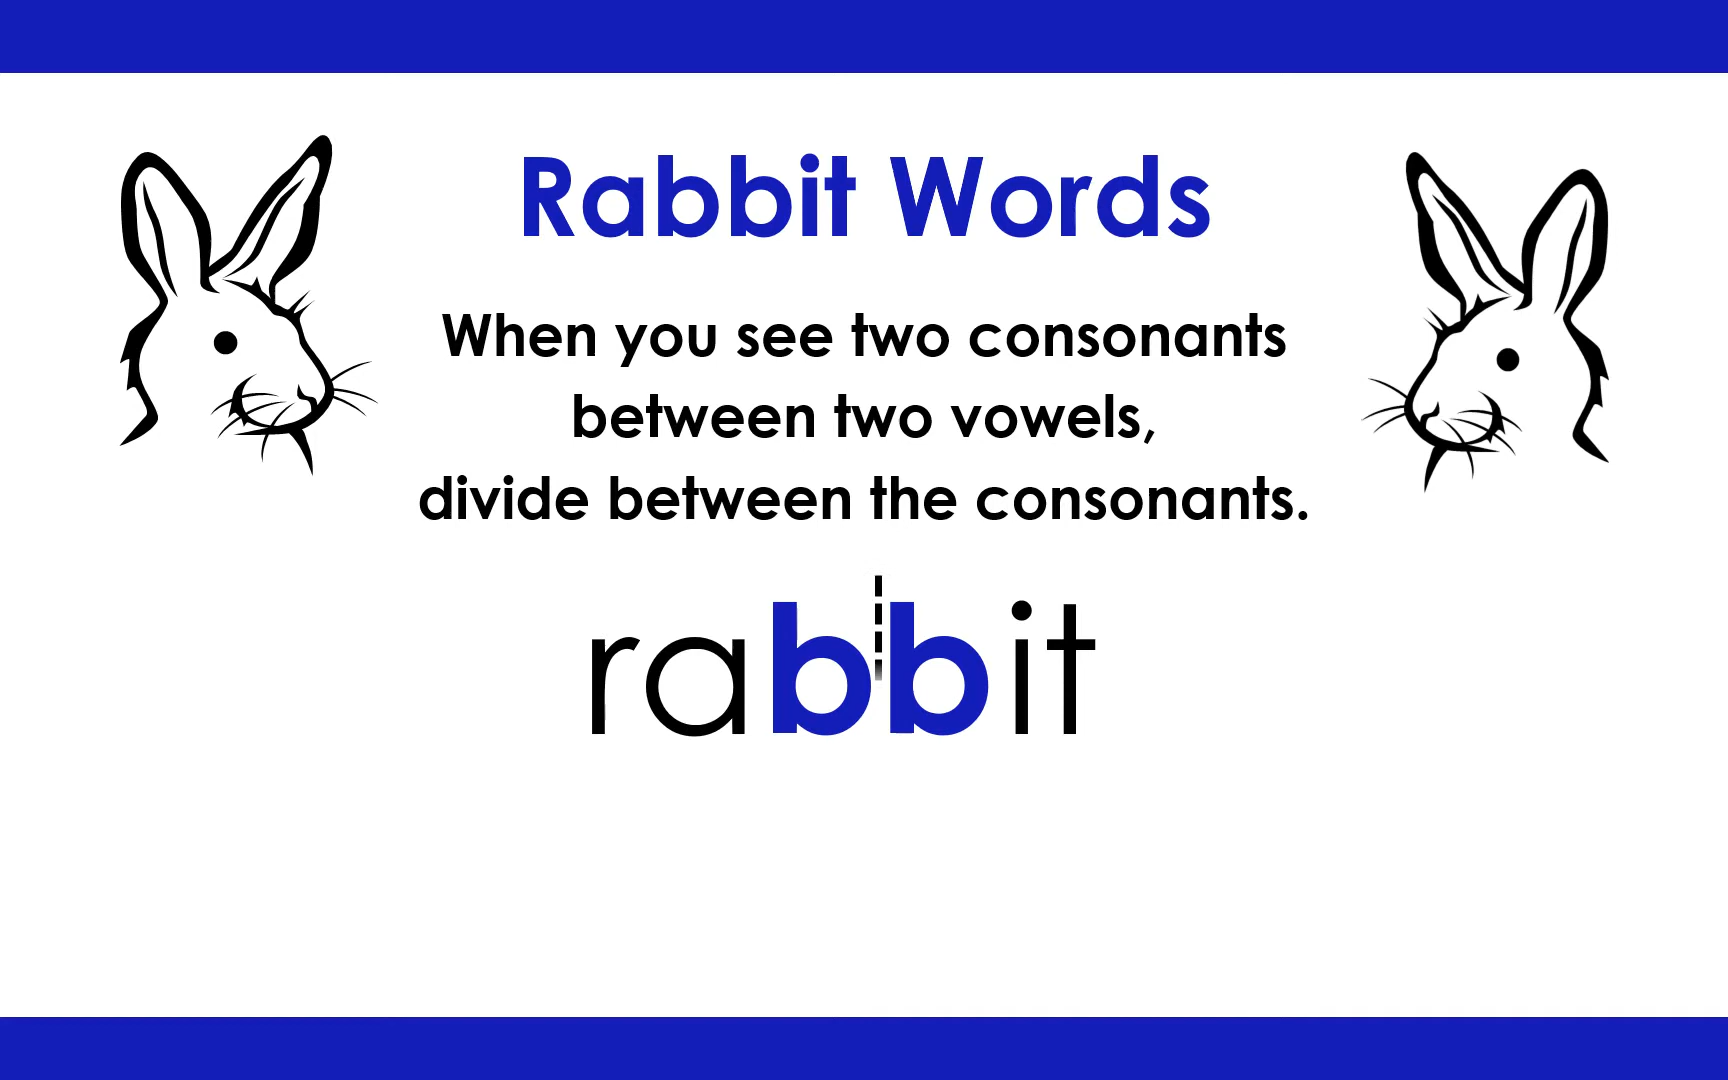 Rabbit Words
When you see two consonants
between two vowels,
divide between the consonants.
rabbit